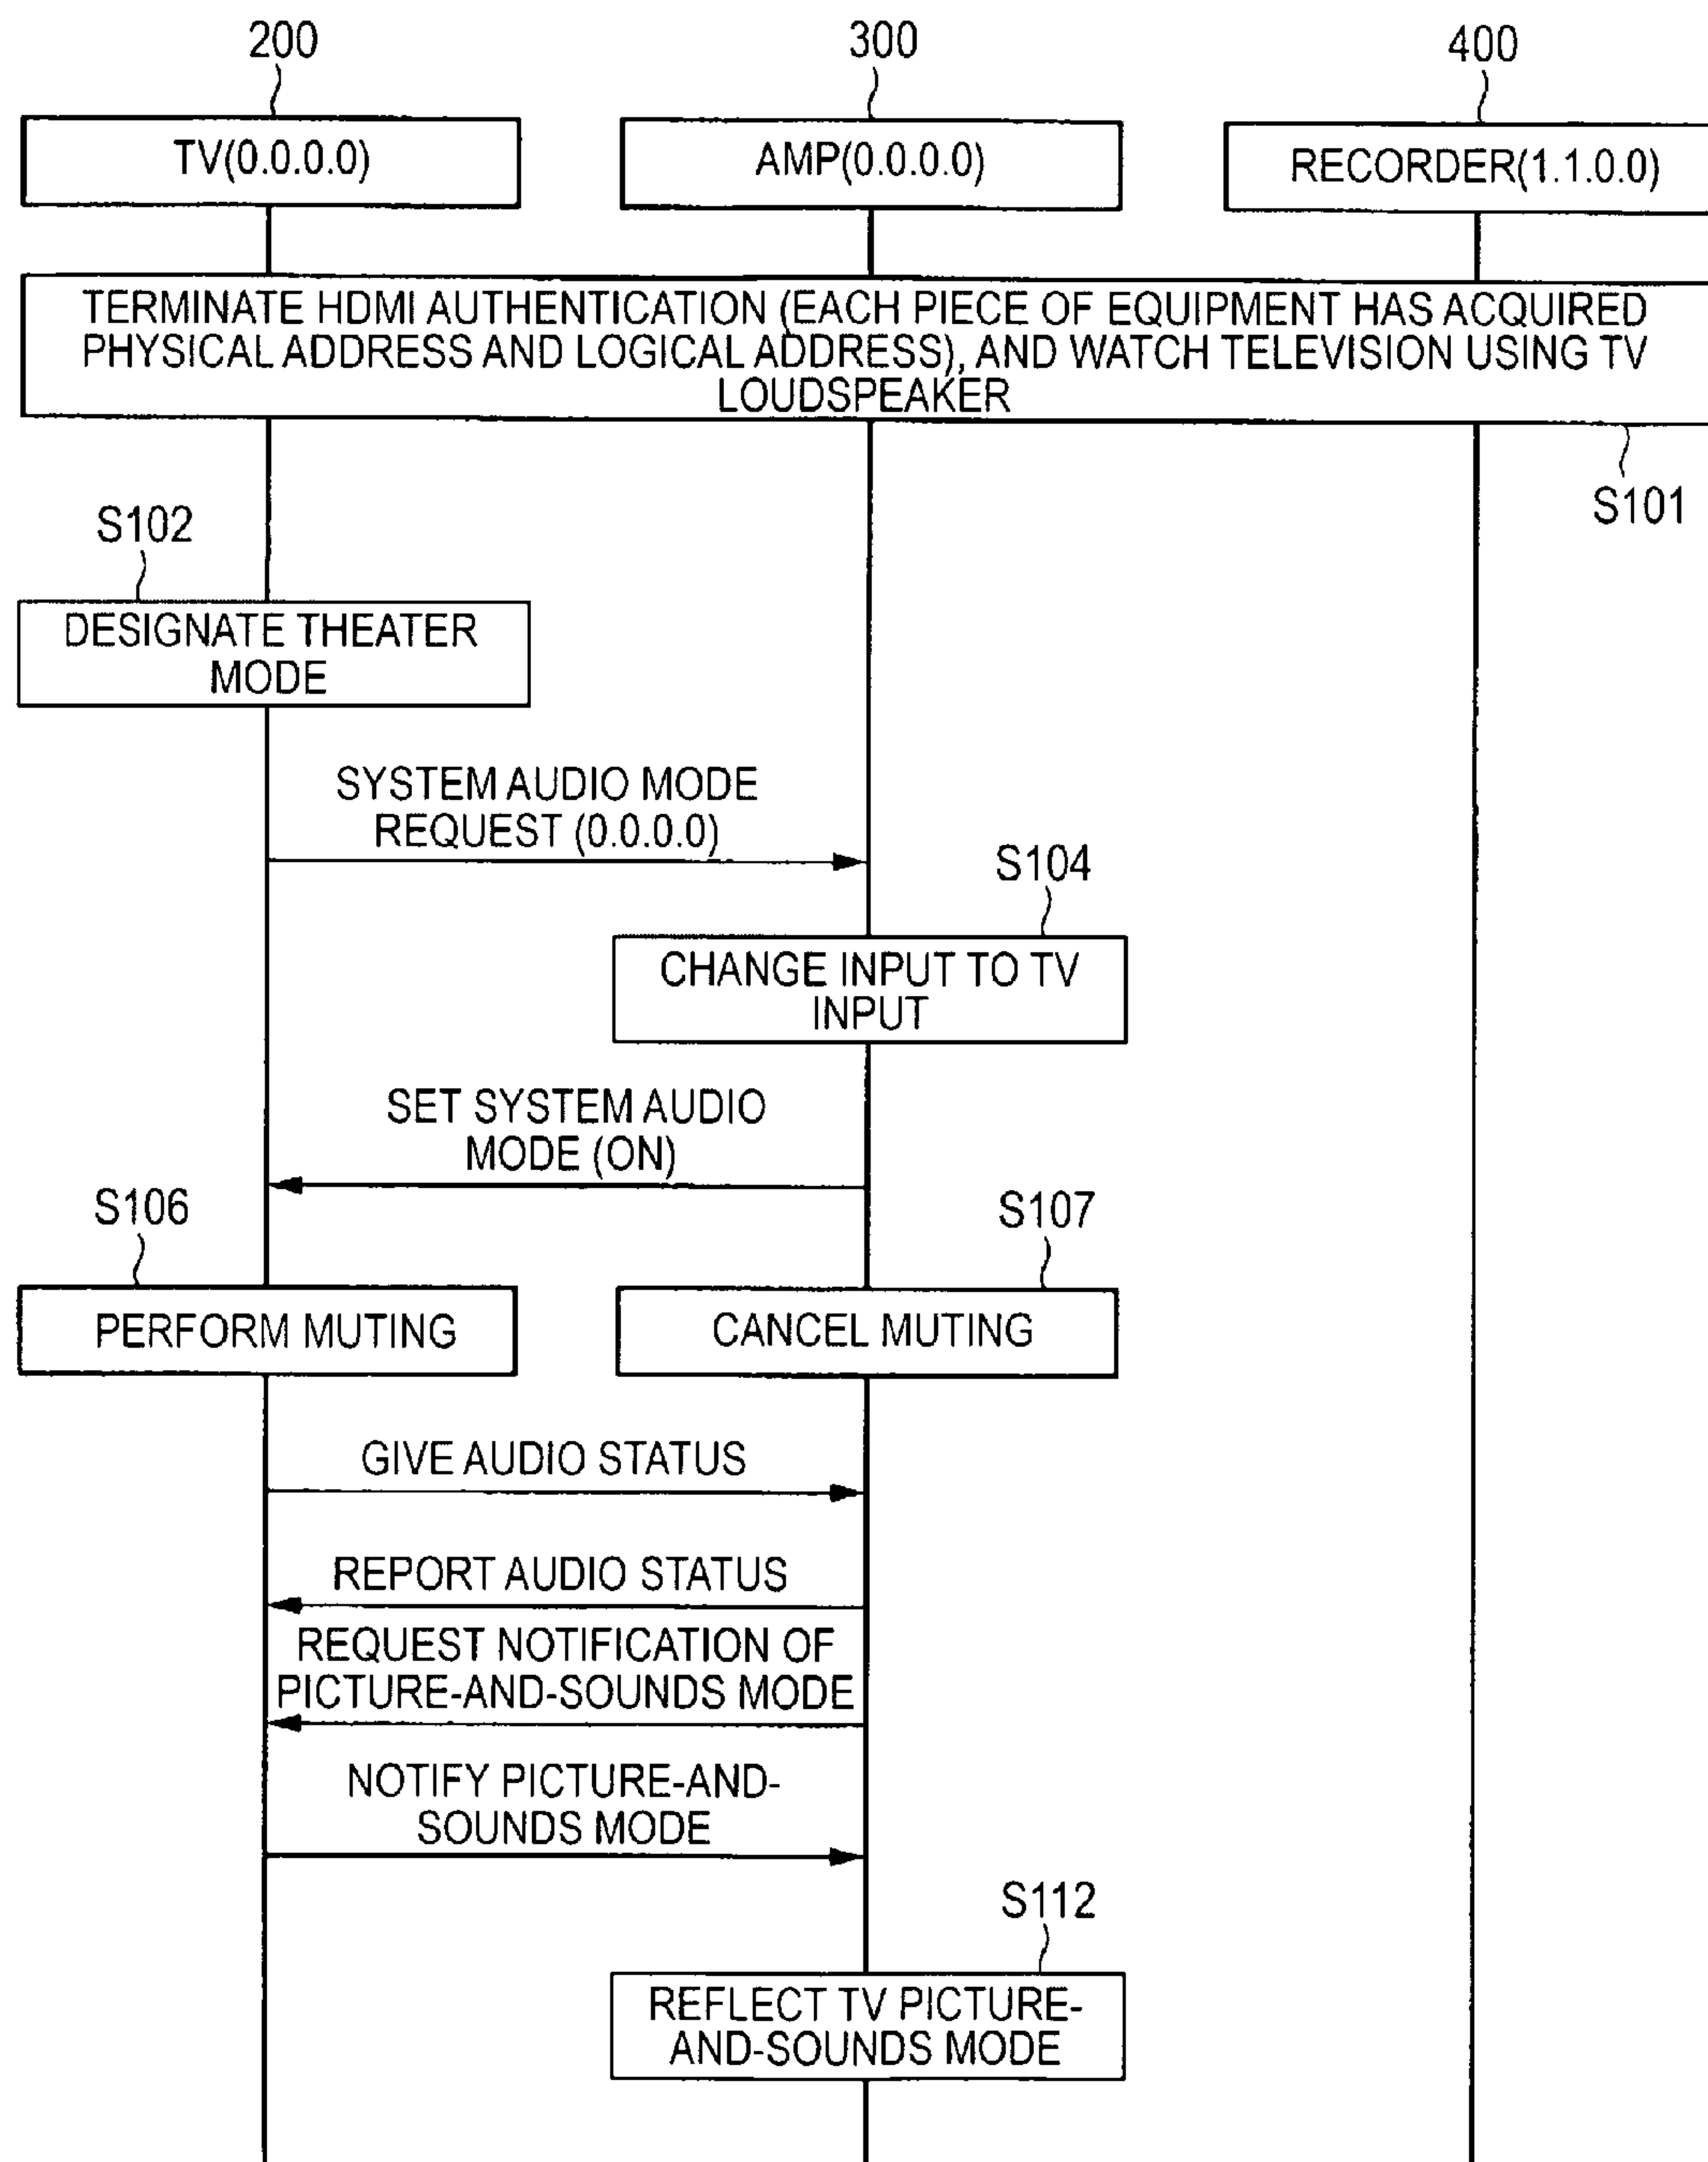 200
300
400
TV(0.0.0.0)
AMP(0.0.0.0)
RECORDER(1.1.0.0)
TERMINATE HDMI AUTHENTICATION (EACH PIECE OF EQUIPMENT HAS ACQUIRED
PHYSICAL ADDRESS AND LOGICAL ADDRESS), AND WATCH TELEVISION USING TV
LOUDSPEAKER
S101
S102
DESIGNATE THEATER
MODE
SYSTEM AUDIO MODE
REQUEST (0.0.0.0)
S104
CHANGE INPUT TO TV
INPUT
SET SYSTEM AUDIO
MODE (ON)
S106
S107
PERFORM MUTING
CANCEL MUTING
GIVE AUDIO STATUS
REPORT AUDIO STATUS
REQUEST NOTIFICATION OF
PICTURE-AND-SOUNDS MODE
NOTIFY PICTURE-AND-
SOUNDS MODE
S112
REFLECT TV PICTURE-
AND-SOUNDS MODE